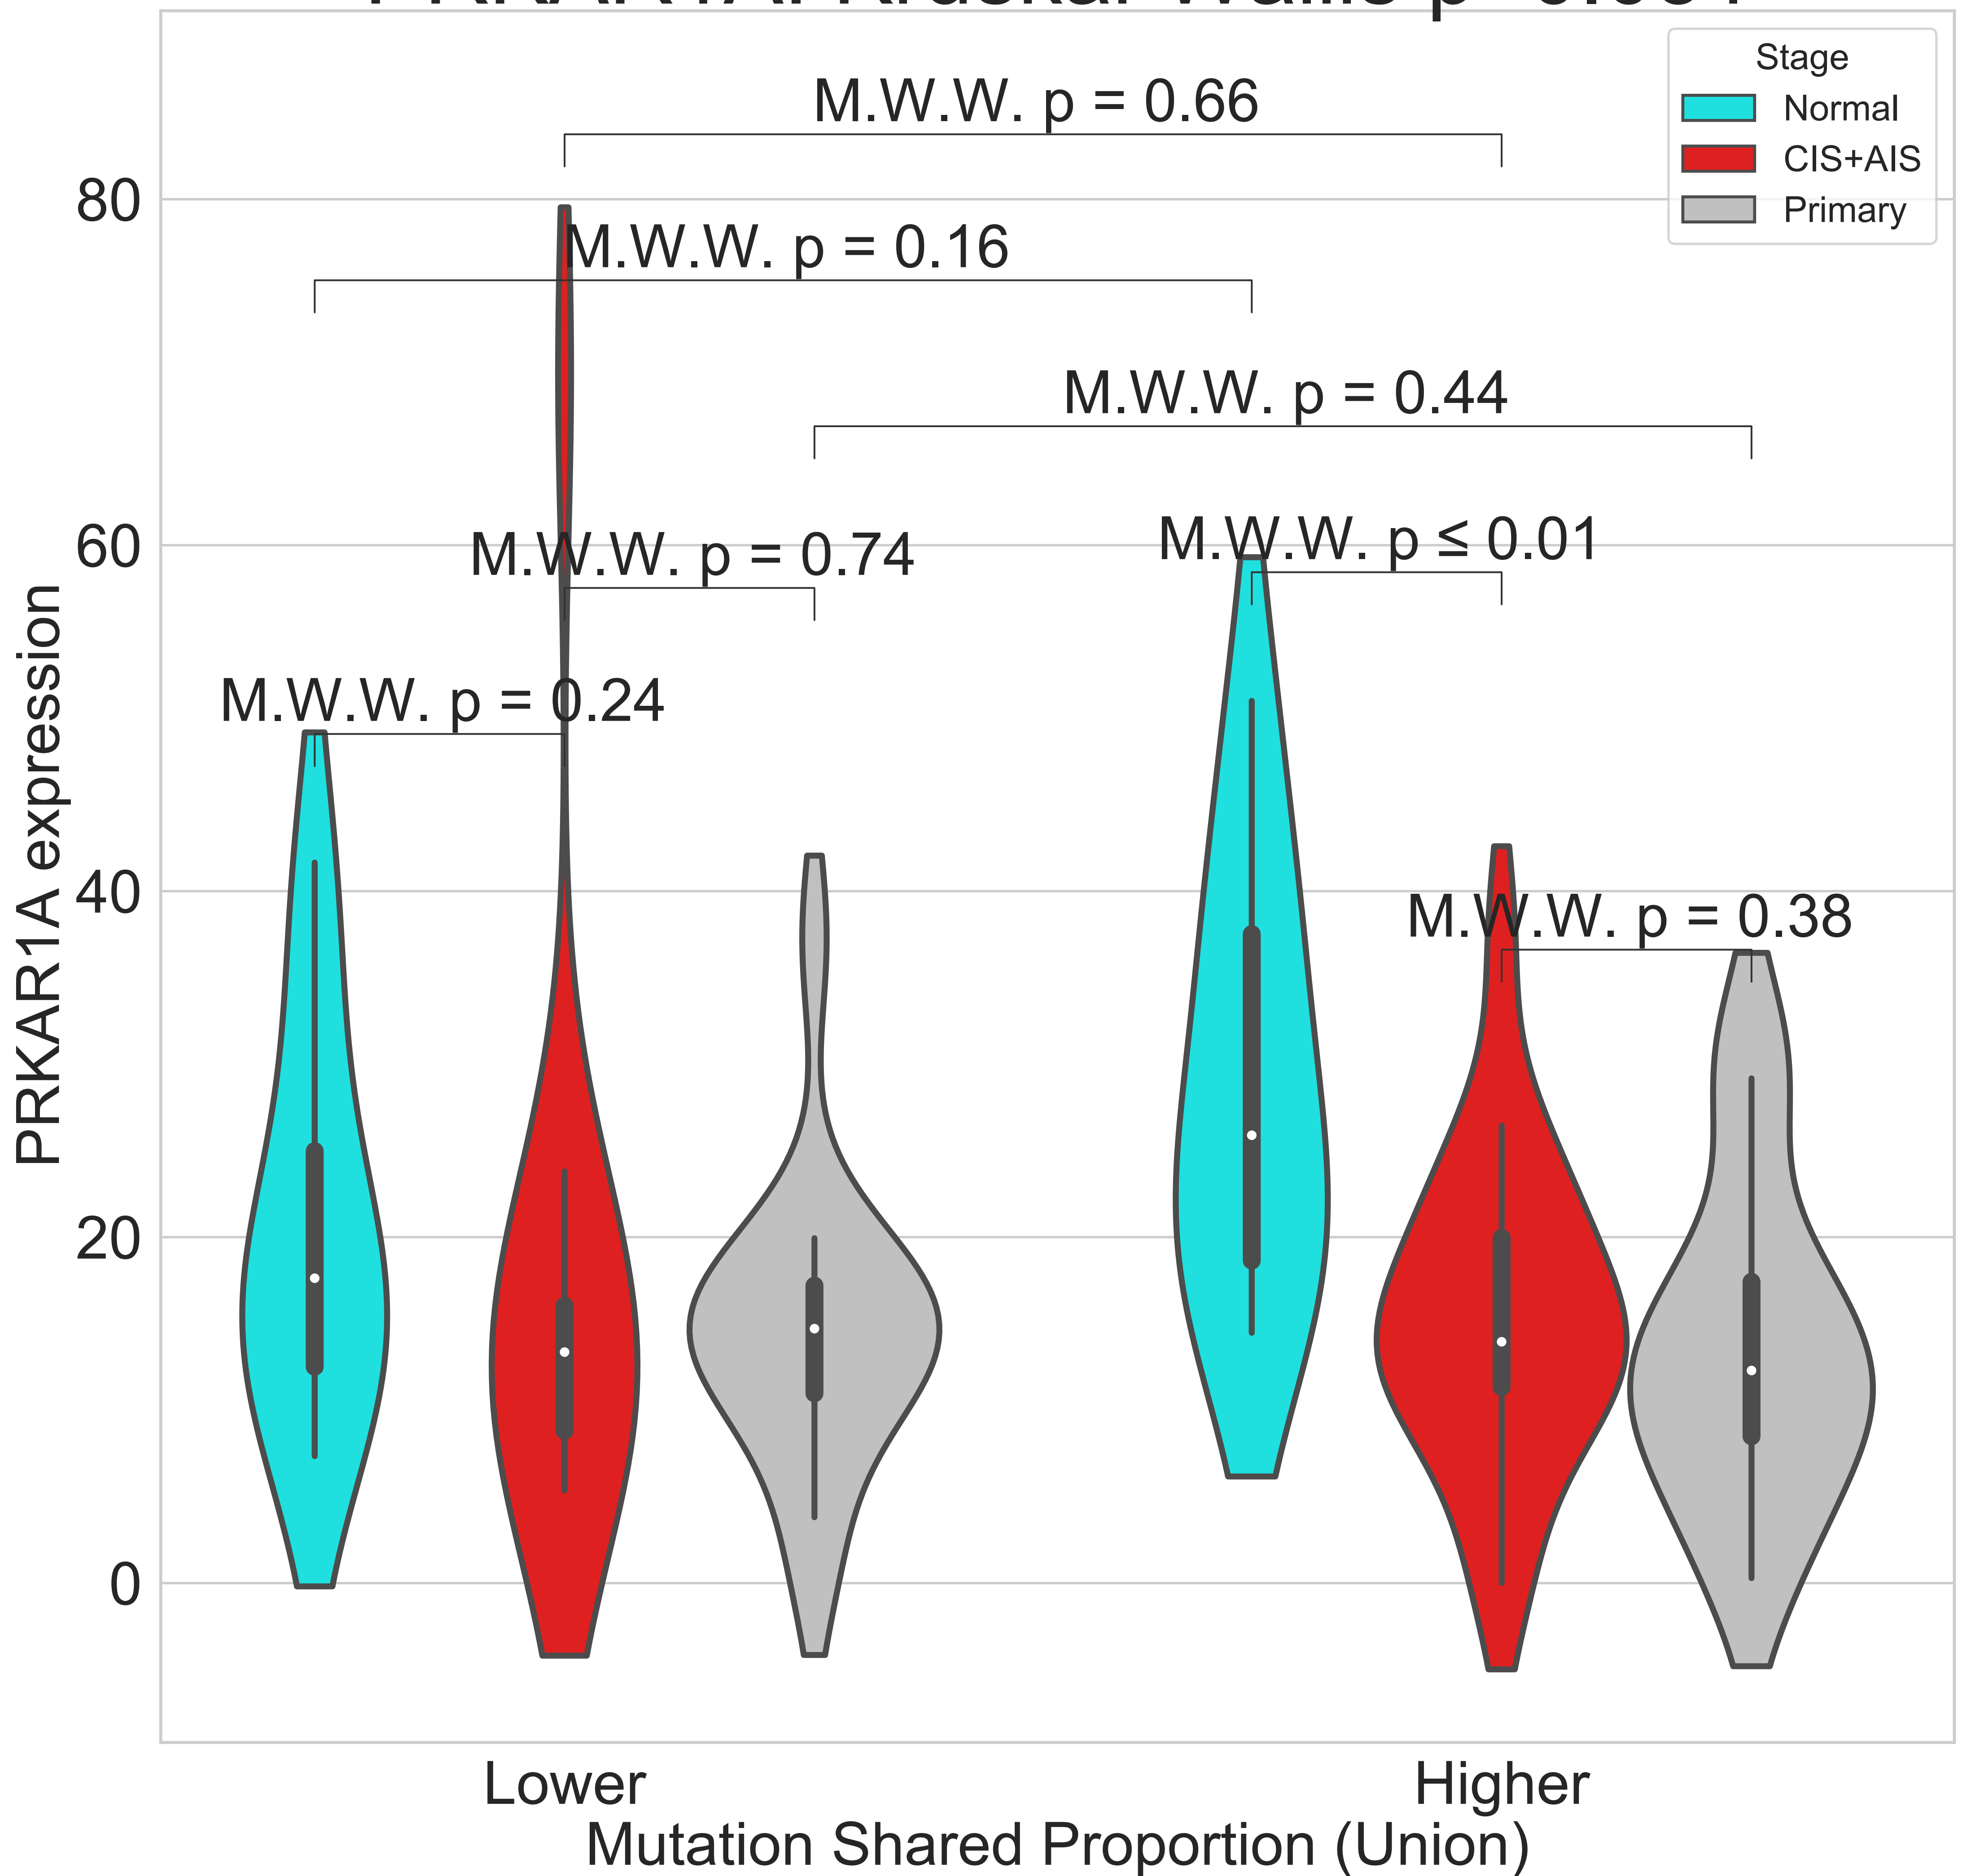 Stage
Normal
CIS+AIS
Primary
M.W.W. p = 0.66
M.W.W. p = 0.16
M.W.W. p = 0.44
M.W.W. p ≤ 0.01
M.W.W. p = 0.74
M.W.W. p = 0.24
M.W.W. p = 0.38
80
60
40
20
0
PRKAR1A expression
Lower
Higher
Mutation Shared Proportion (Union)